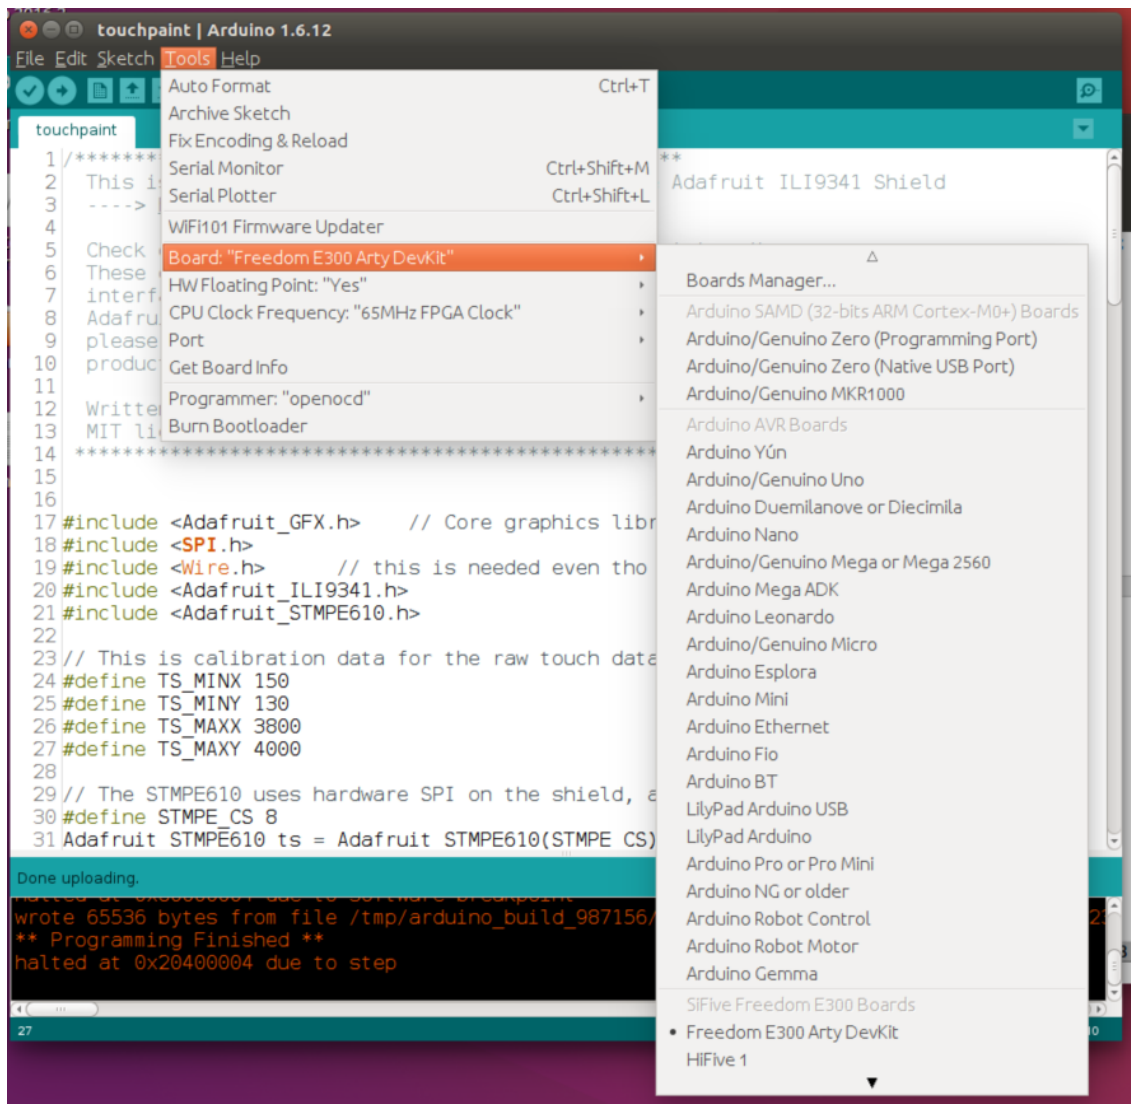 touchpaint | Arduino 1.6.12
File Edit Sketch Tools Help
touchpaint
Auto Format Ctrl+T
Archive Sketch
Fix Encoding & Reload
Serial Monitor Ctrl+Shift+M
Serial Plotter Ctrl+Shift+L
WiFi101 Firmware Updater
Board: "Freedom E300 Arty DevKit"
HW Floating Point: "Yes"
CPU Clock Frequency: "65MHz FPGA Clock"
Port
Get Board Info
Programmer: "openocd"
Burn Bootloader
Boards Manager...
Arduino SAMD (32-bits ARM Cortex-M0+) Boards
Arduino/Genuino Zero (Programming Port)
Arduino/Genuino Zero (Native USB Port)
Arduino/Genuino MKR1000
Arduino AVR Boards
Arduino Yún
Arduino/Genuino Uno
Arduino Duemilanove or Diecimila
Arduino Nano
Arduino/Genuino Mega or Mega 2560
Arduino Mega ADK
Arduino Leonardo
Arduino/Genuino Micro
Arduino Esplora
Arduino Mini
Arduino Ethernet
Arduino Fio
Arduino BT
LilyPad Arduino USB
LilyPad Arduino
Arduino Pro or Pro Mini
Arduino NG or older
Arduino Robot Control
Arduino Robot Motor
Arduino Gemma
SiFive Freedom E300 Boards
• Freedom E300 Arty DevKit
HiFive 1
1 /******* **
2 This Adafruit ILI9341 Shield
3 ---->
4
5 Check
6 These
7
8
9 please
10
11
12
13 MIT
14 *************************************************
15
16
17 #include <Adafruit_GFX.h> // Core graphics
18 #include <SPI.h>
19 #include <Wire.h> // this is needed even tho
20 #include <Adafruit_ILI9341.h>
21 #include <Adafruit_STMPE610.h>
22
23 // This is calibration data for the raw touch data
24 #define TS_MINX 150
25 #define TS_MINY 130
26 #define TS_MAXX 3800
27 #define TS_MAXY 4000
28
29 // The STMPE610 uses hardware SPI on the shield,
30 #define STMPE_CS 8
31 Adafruit_STMPE610 ts = Adafruit_STMPE610(STMPE_CS)
Done uploading.
wrote 65536 bytes from file /tmp/arduino_build_987156/
** Programming Finished **
halted at 0x20400004 due to step
27